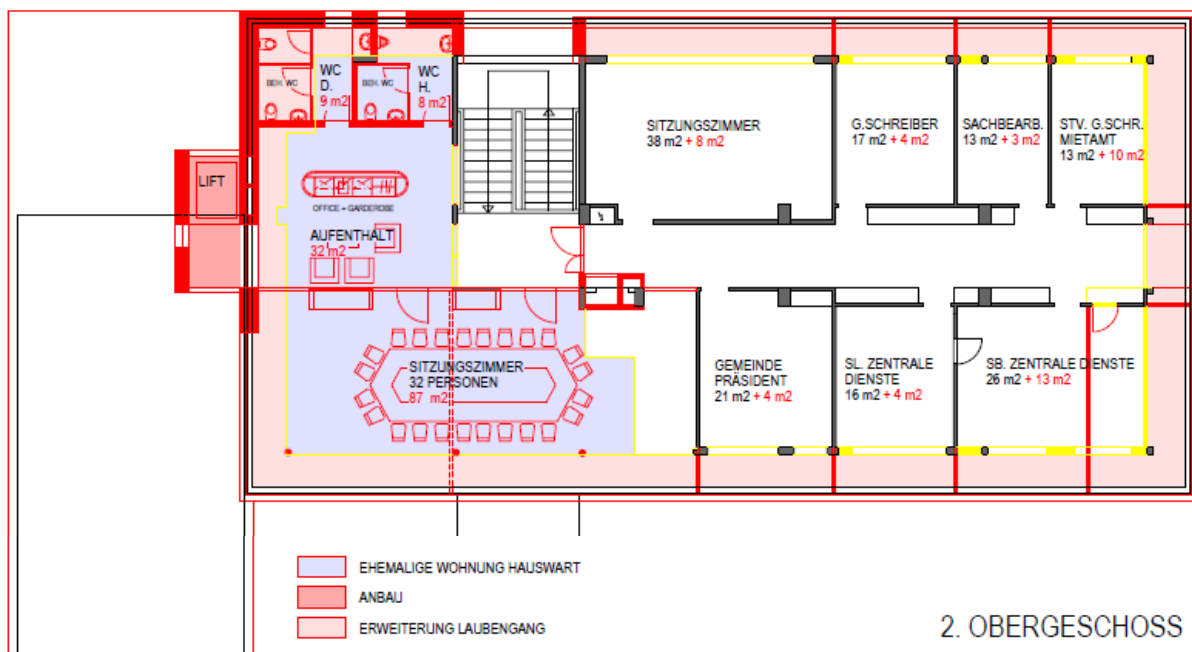 BEH. WC
WC
D.
9 m2
BEH. WC
WC
H.
8 m2
SITZUNGSZIMMER
38 m2 + 8 m2
G.SCHREIBER
17 m2 + 4 m2
SACHBEARB.
13 m2 + 3 m2
STV. G.SCHR.
MIETAMT
13 m2 + 10 m2
LIFT
OFFICE + GARDEROBE
AUFENTHALT
32 m2
SITZUNGSZIMMER
32 PERSONEN
87 m2
GEMEINDE
PRÄSIDENT
21 m2 + 4 m2
SL. ZENTRALE
DIENSTE
16 m2 + 4 m2
SB. ZENTRALE DIENSTE
26 m2 + 13 m2
EHEMALIGE WOHNUNG HAUSWART
ANBAU
ERWEITERUNG LAUBENGANG
2. OBERGESCHOSS